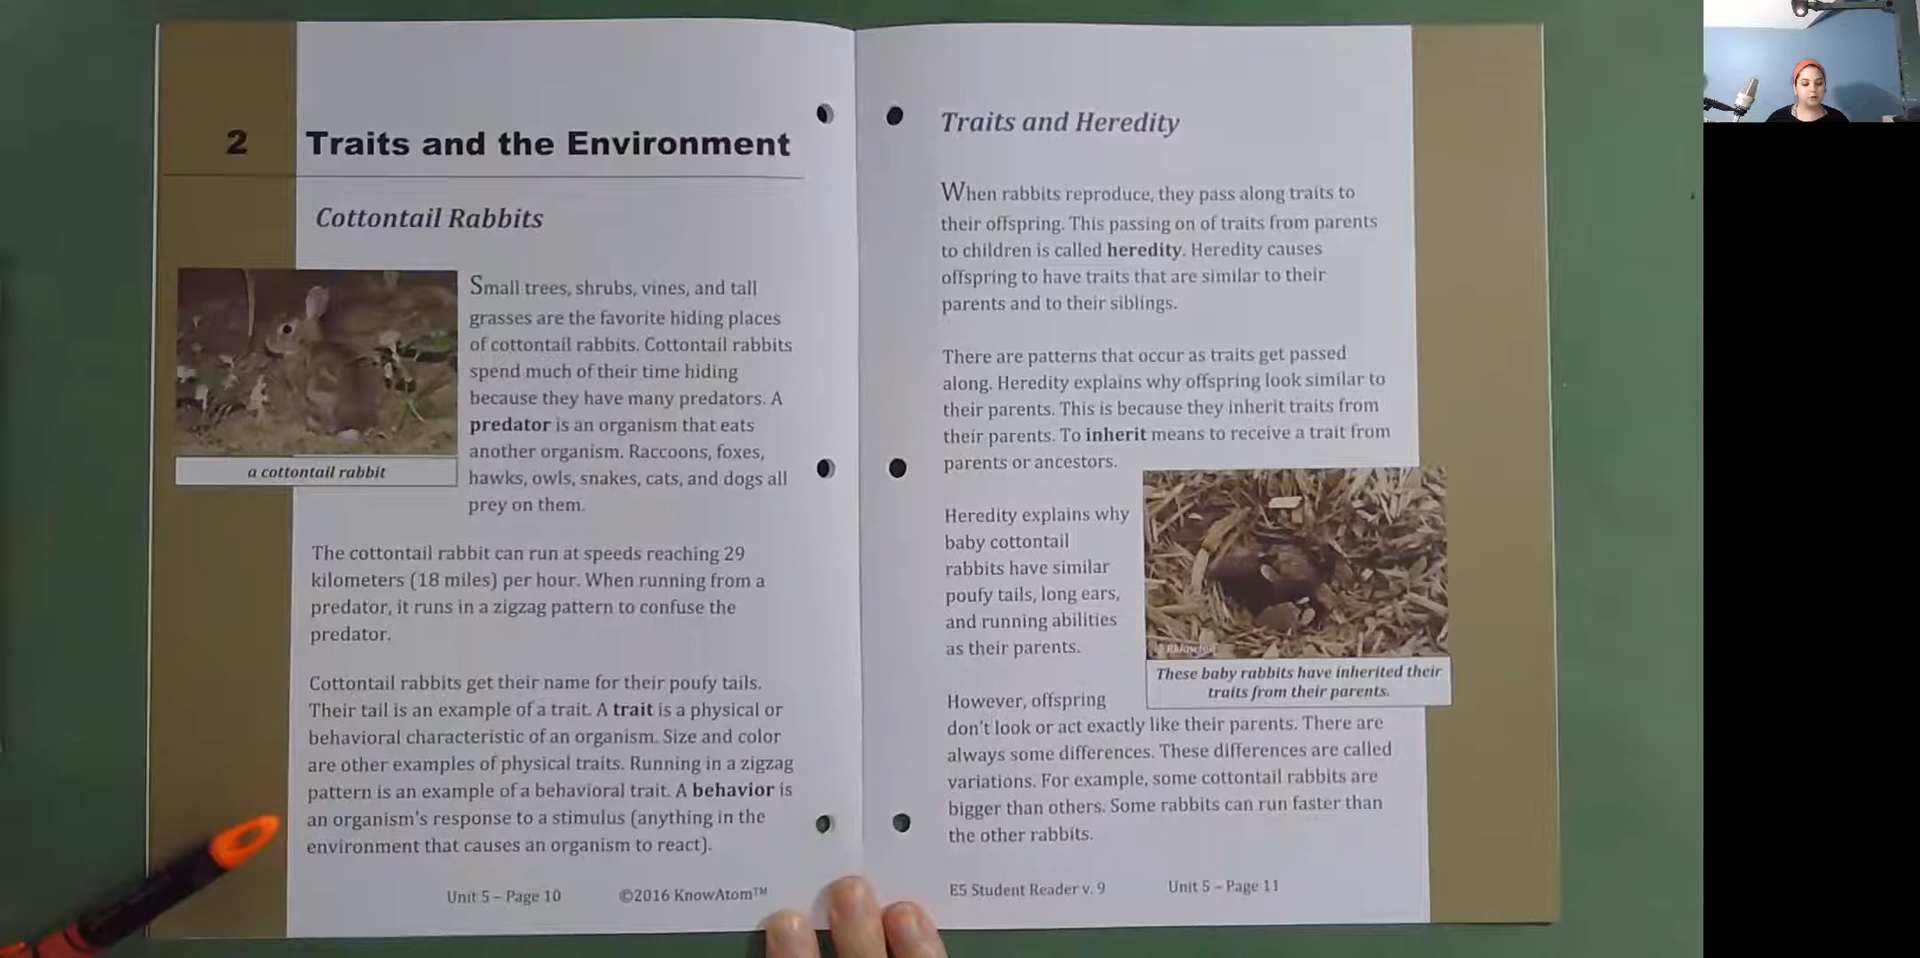 2 Traits and the Environment
Cottontail Rabbits
Small trees, shrubs, vines, and tall
grasses are the favorite hiding places
of cottontail rabbits. Cottontail rabbits
spend much of their time hiding
because they have many predators. A
predator is an organism that eats
another organism. Raccoons, foxes,
hawks, owls, snakes, cats, and dogs all
prey on them.
a cottontail rabbit
The cottontail rabbit can run at speeds reaching 29
kilometers (18 miles) per hour. When running from a
predator, it runs in a zigzag pattern to confuse the
predator.
Cottontail rabbits get their name for their poufy tails.
Their tail is an example of a trait. A trait is a physical or
behavioral characteristic of an organism. Size and color
are other examples of physical traits. Running in a zigzag
pattern is an example of a behavioral trait. A behavior is
an organism's response to a stimulus (anything in the
environment that causes an organism to react).
Unit 5 – Page 10 ©2016 KnowAtom™
Traits and Heredity
When rabbits reproduce, they pass along traits to
their offspring. This passing on of traits from parents
to children is called heredity. Heredity causes
offspring to have traits that are similar to their
parents and to their siblings.
There are patterns that occur as traits get passed
along. Heredity explains why offspring look similar to
their parents. This is because they inherit traits from
their parents. To inherit means to receive a trait from
parents or ancestors.
Heredity explains why
baby cottontail
rabbits have similar
poufy tails, long ears,
and running abilities
as their parents.
These baby rabbits have inherited their
traits from their parents.
However, offspring
don't look or act exactly like their parents. There are
always some differences. These differences are called
variations. For example, some cottontail rabbits are
bigger than others. Some rabbits can run faster than
the other rabbits.
E5 Student Reader v. 9 Unit 5 – Page 11